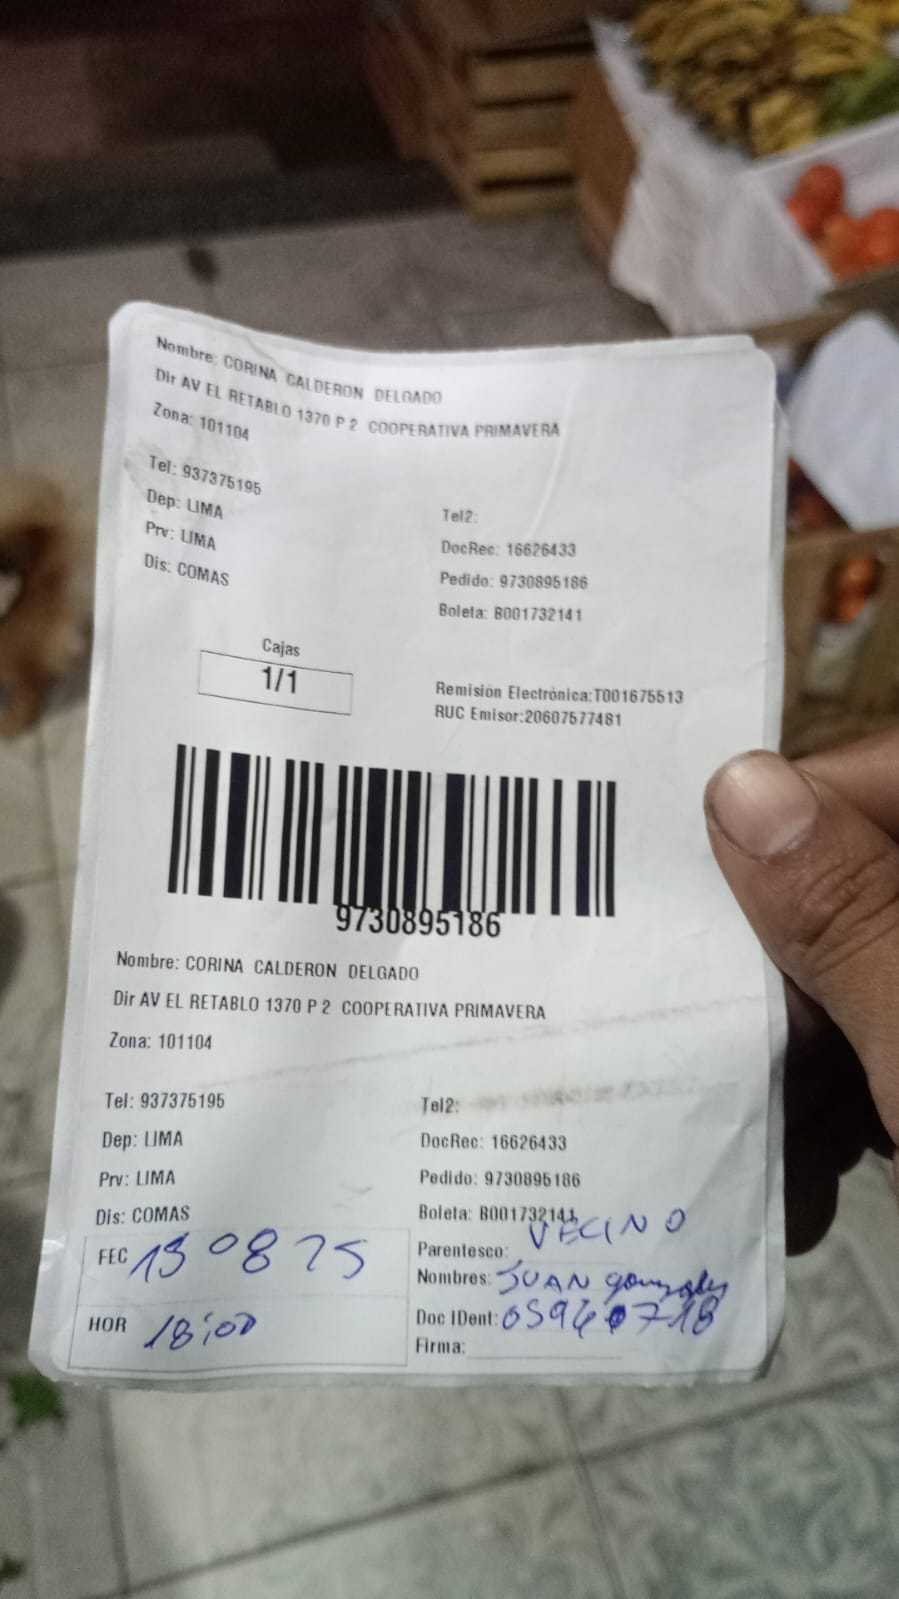 Nombre: CORINA CALDERON DELGADO
Dir AV EL RETABLO 1370 P 2 COOPERATIVA PRIMAVERA
Zona: 101104
Tel: 937375195
Tel2:
Dep: LIMA
DocRec: 16626433
Prv: LIMA
Pedido: 9730895186
Dis: COMAS
Boleta: B001732141
Cajas
1/1
Remisión Electrónica:T001675513
RUC Emisor:20607577481
9730895186
Nombre: CORINA CALDERON DELGADO
Dir AV EL RETABLO 1370 P 2 COOPERATIVA PRIMAVERA
Zona: 101104
Tel: 937375195
Tel2:
Dep: LIMA
DocRec: 16626433
Prv: LIMA
Pedido: 9730895186
Dis: COMAS
Boleta: B001732141
FEC 130825
Parentesco: VECINO
Nombres: JUAN gonzales
HOR 18:00
Doc IDent:
Firma: